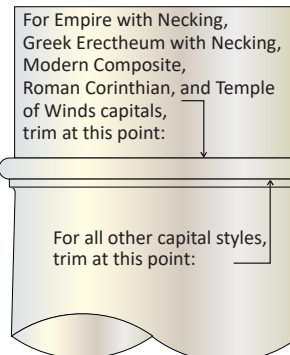 For Empire with Necking,
Greek Erectheum with Necking,
Modern Composite,
Roman Corinthian, and Temple
of Winds capitals,
trim at this point:
For all other capital styles,
trim at this point: